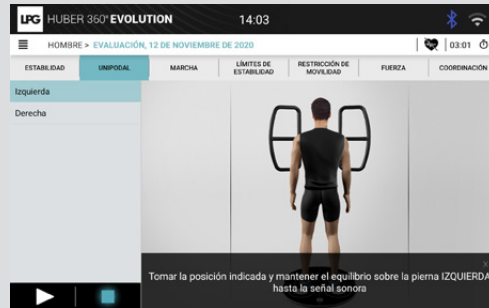 LPG HUBER 360° EVOLUTION 14:03
HOMBRE > EVALUACIÓN, 12 DE NOVIEMBRE DE 2020 03:01
ESTABILIDAD
UNIPODAL
MARCHA
LÍMITES DE
ESTABILIDAD
RESTRICCIÓN DE
MOVILIDAD
FUERZA
COORDINACIÓN
Izquierda
Derecha
X
Tomar la posición indicada y mantener el equilibrio sobre la pierna IZQUIERDA
hasta la señal sonora